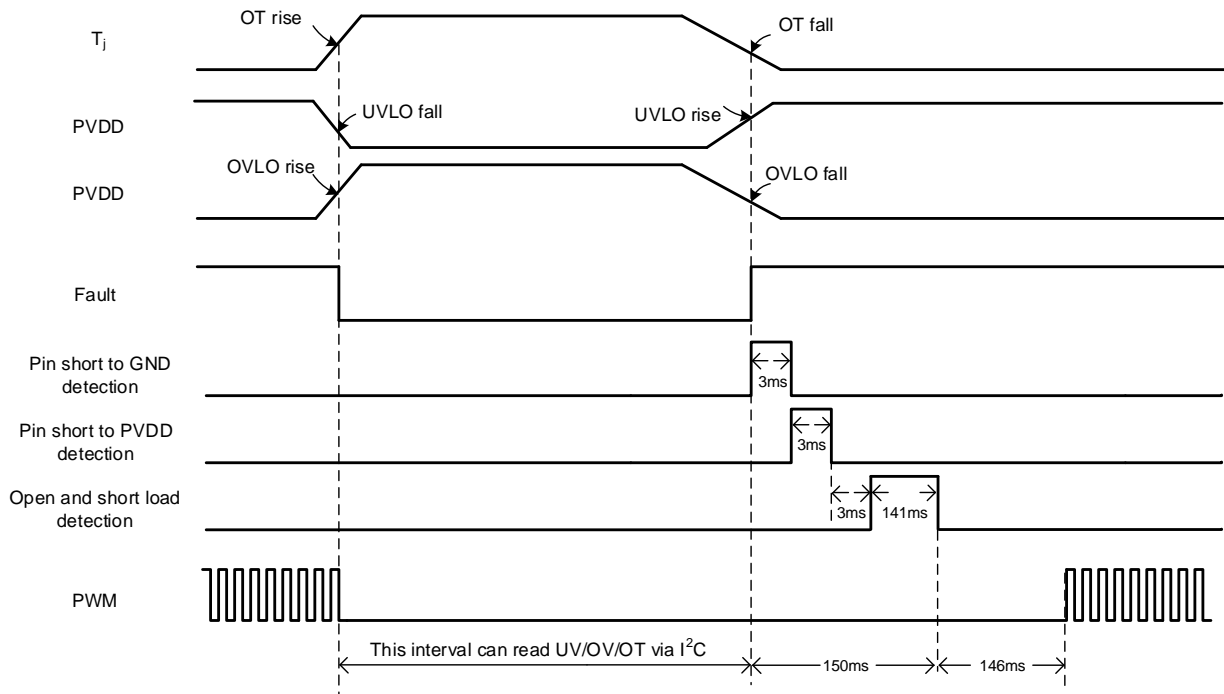 OT rise
OT fall
Tj
UVLO fall
UVLO rise
PVDD
OVLO rise
OVLO fall
PVDD
Fault
Pin short to GND
detection
3ms
Pin short to PVDD
detection
3ms
Open and short load
detection
3ms
141ms
PWM
This interval can read UV/OV/OT via I²C
150ms
146ms